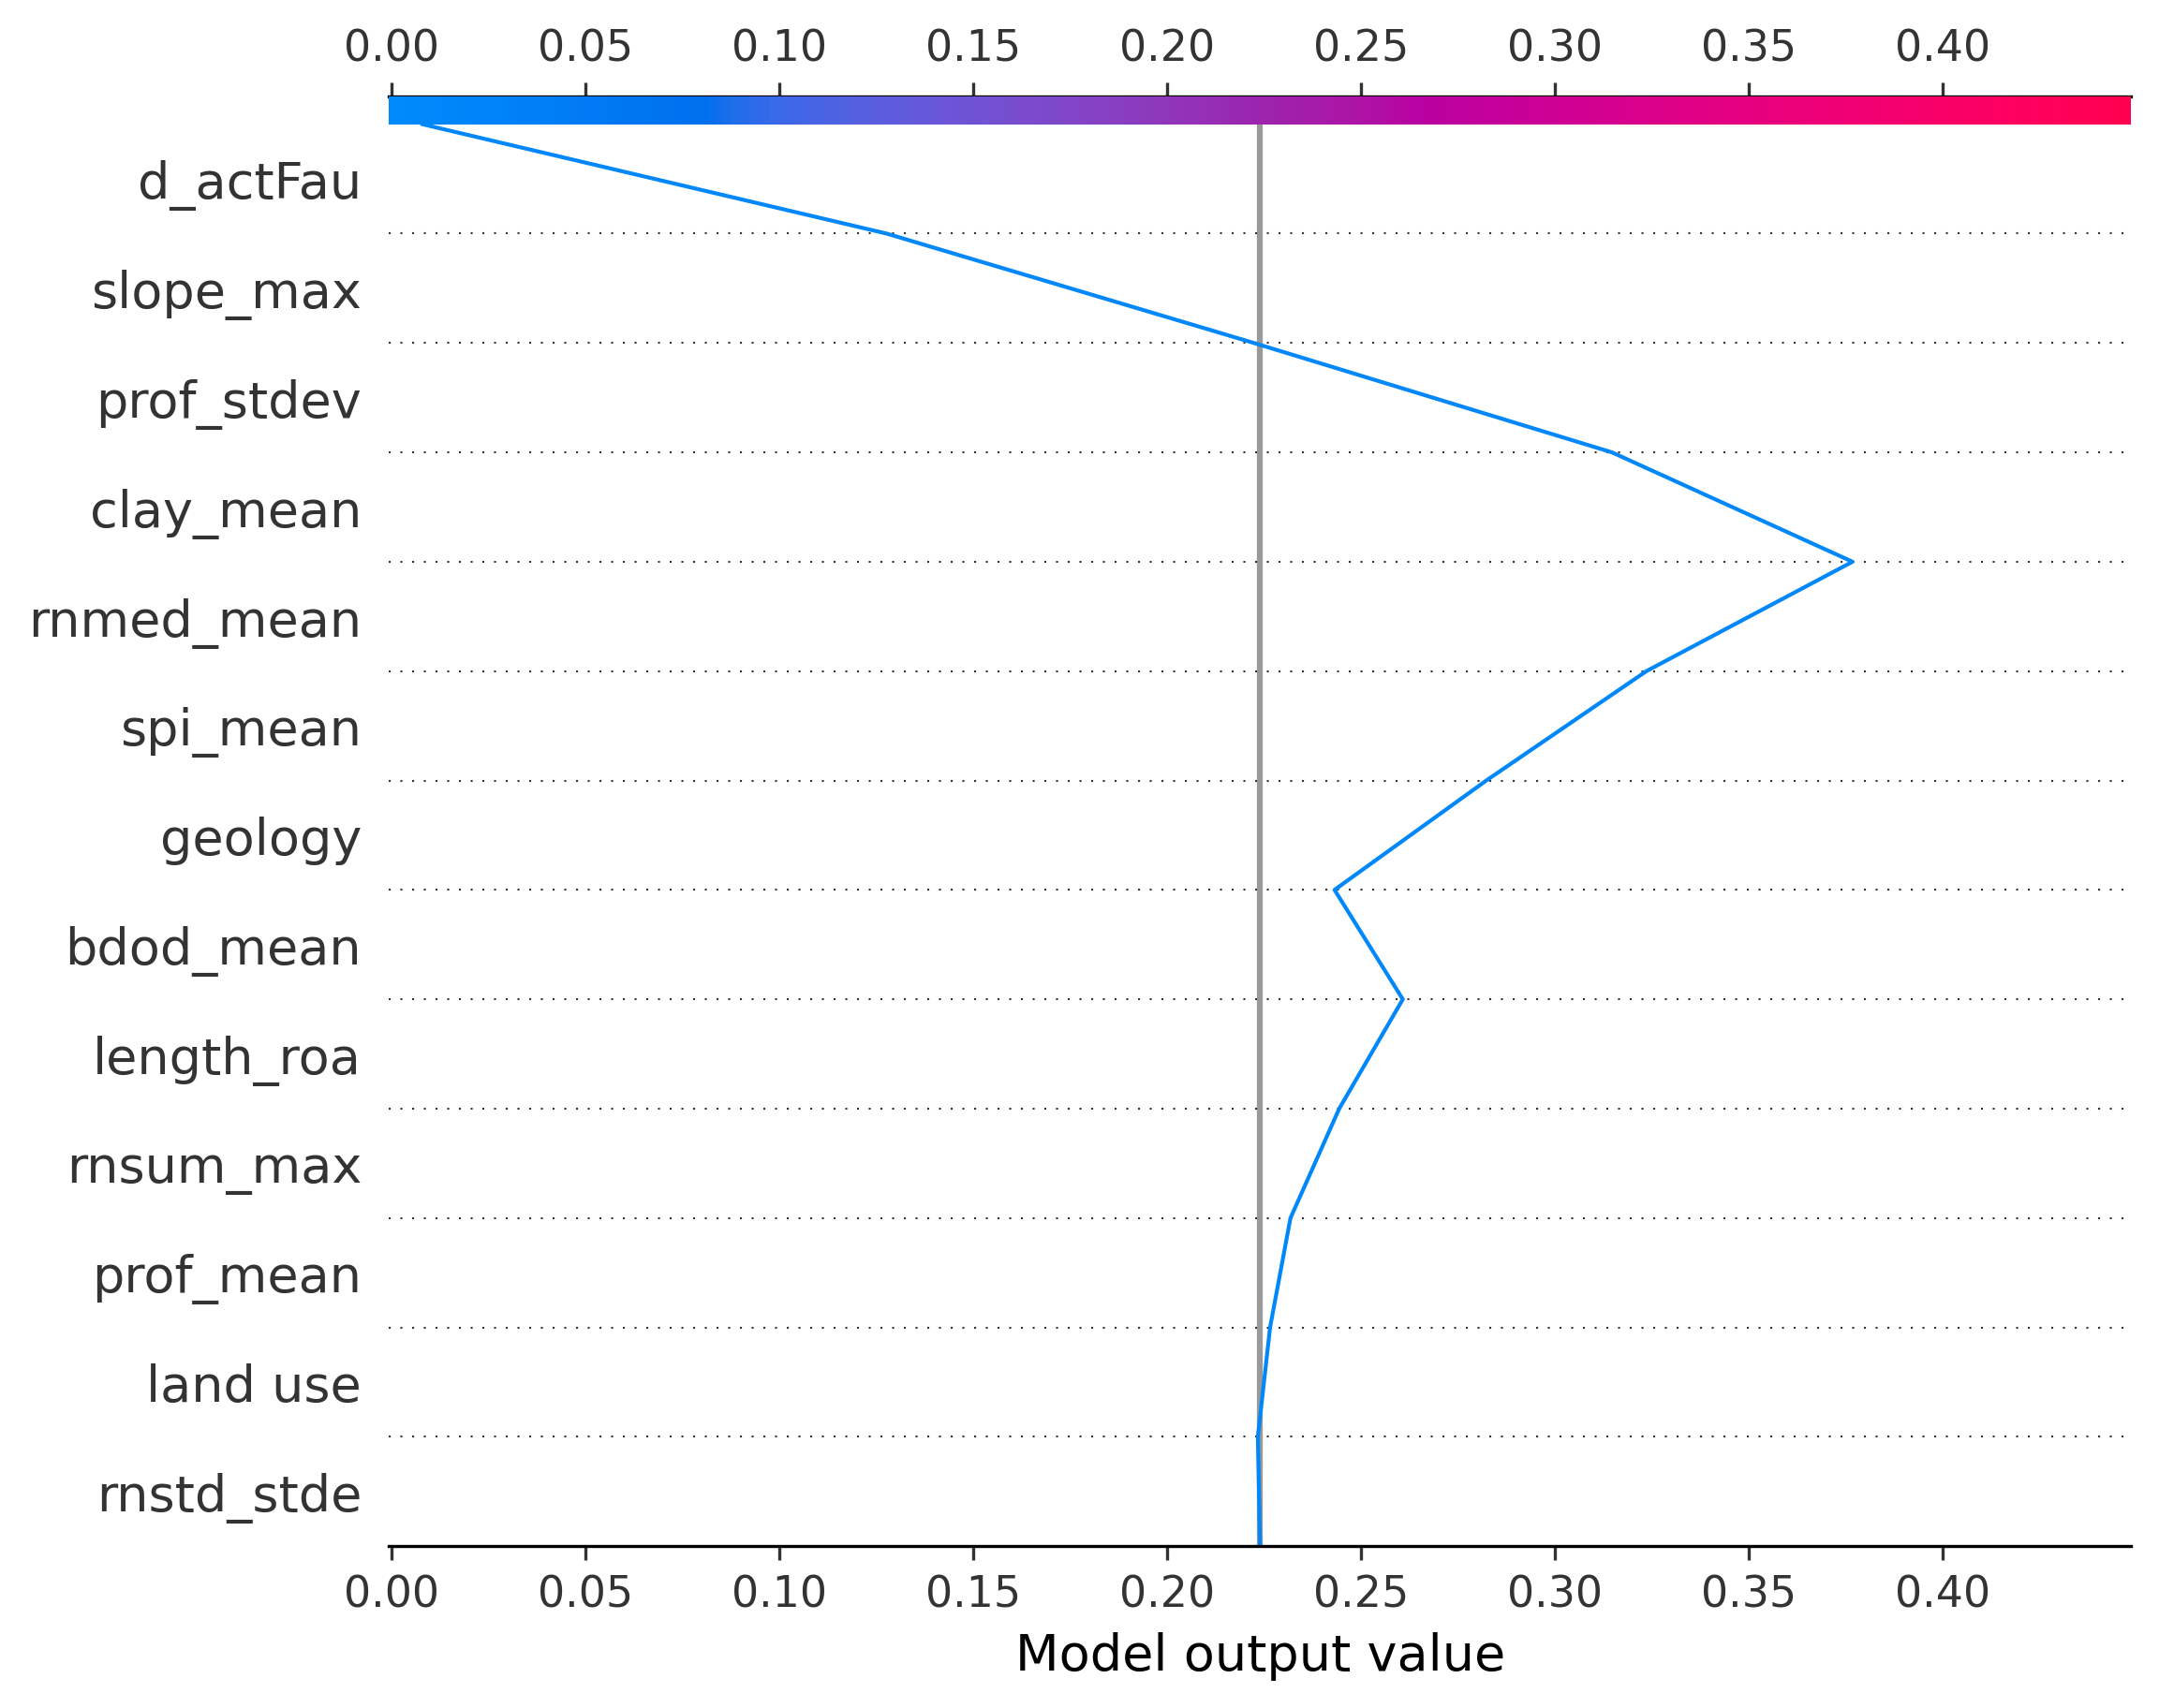 0.00 0.05 0.10 0.15 0.20 0.25 0.30 0.35 0.40
d_actFau
slope_max
prof_stdev
clay_mean
rnmed_mean
spi_mean
geology
bdod_mean
length_roa
rnsum_max
prof_mean
land use
rnstd_stde
0.00 0.05 0.10 0.15 0.20 0.25 0.30 0.35 0.40
Model output value